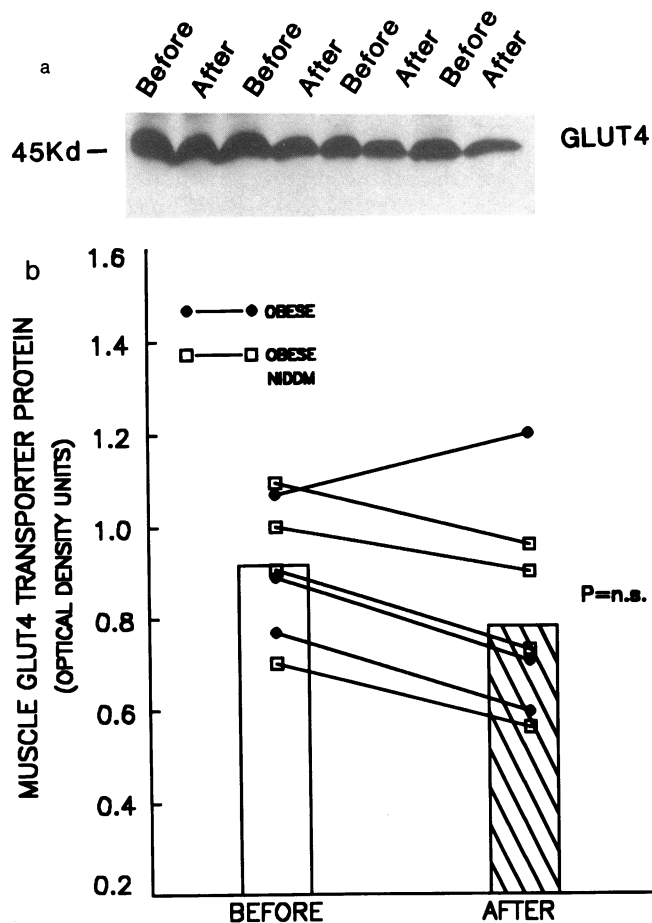 a
Before After Before After Before After Before After
45Kd
GLUT4
b
MUSCLE GLUT4 TRANSPORTER PROTEIN
(OPTICAL DENSITY UNITS)
1.6
1.4
1.2
1.0
0.8
0.6
0.4
0.2
OBESE
OBESE
NIDDM
P=n.s.
BEFORE AFTER